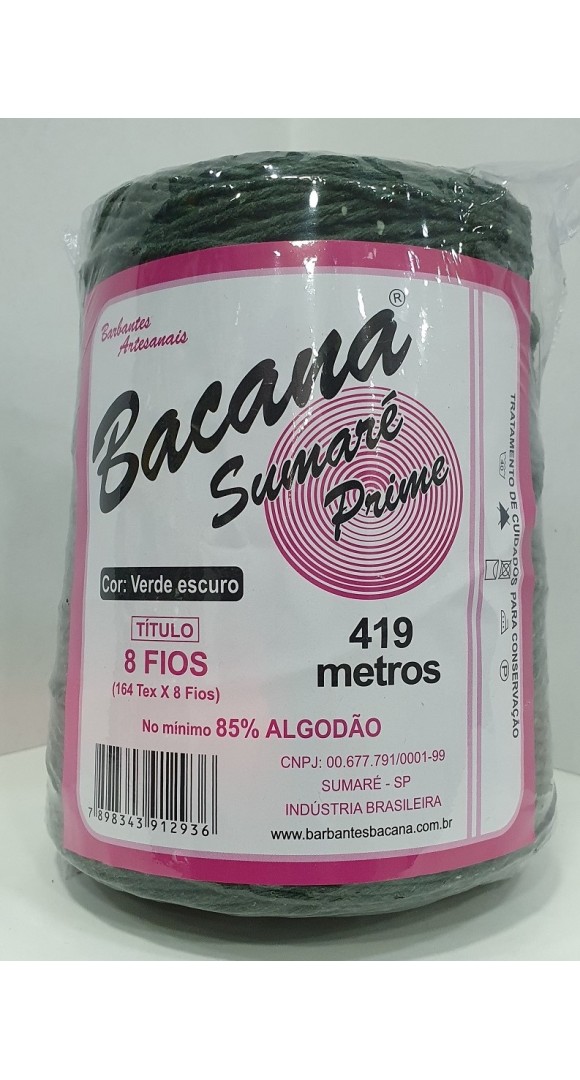 Barbantes
Artesanais
Bacana®
Sumaré
Prime
Cor: Verde escuro
TÍTULO
8 FIOS
(164 Tex X 8 Fios)
419
metros
No mínimo 85% ALGODÃO
CNPJ: 00.677.791/0001-99
SUMARÉ - SP
INDÚSTRIA BRASILEIRA
www.barbantesbacana.com.br
7 898343 912936
TRATAMENTO DE CUIDADOS PARA CONSERVAÇÃO
P